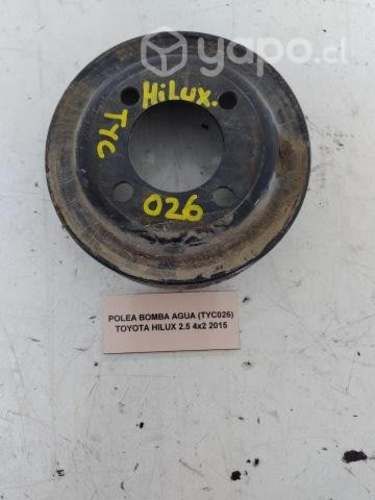 yapo.cl
HiLUX.
TYC
026
POLEA BOMBA AGUA (TYC026)
TOYOTA HILUX 2.5 4x2 2015